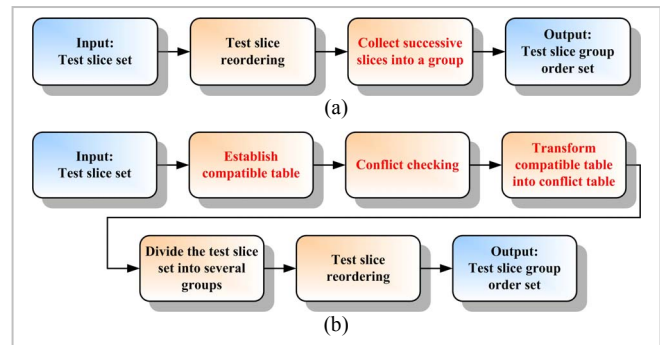 Input:
Test slice set
Test slice
reordering
Collect successive
slices into a group
Output:
Test slice group
order set
(a)
Input:
Test slice set
Establish
compatible table
Conflict checking
Transform
compatible table
into conflict table
Divide the test slice
set into several
groups
Test slice
reordering
Output:
Test slice group
order set
(b)